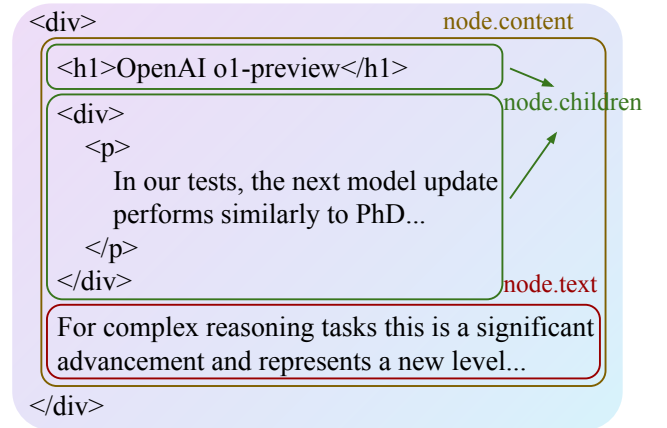 <div>
node.content
<h1>OpenAI o1-preview</h1>
node.children
<div>
<p>
In our tests, the next model update
performs similarly to PhD...
</p>
</div>
node.text
For complex reasoning tasks this is a significant
advancement and represents a new level...
</div>